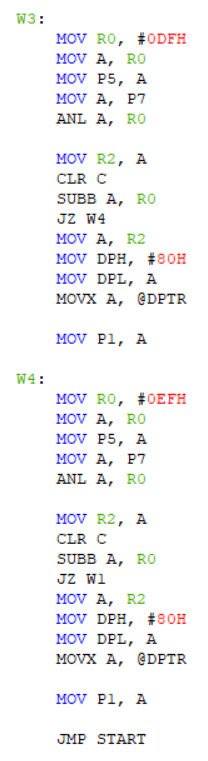 W3:
MOV R0, #0DFH
MOV A, R0
MOV P5, A
MOV A, P7
ANL A, R0
MOV R2, A
CLR C
SUBB A, R0
JZ W4
MOV A, R2
MOV DPH, #80H
MOV DPL, A
MOVX A, @DPTR
MOV P1, A
W4:
MOV R0, #0EFH
MOV A, R0
MOV P5, A
MOV A, P7
ANL A, R0
MOV R2, A
CLR C
SUBB A, R0
JZ W1
MOV A, R2
MOV DPH, #80H
MOV DPL, A
MOVX A, @DPTR
MOV P1, A
JMP START